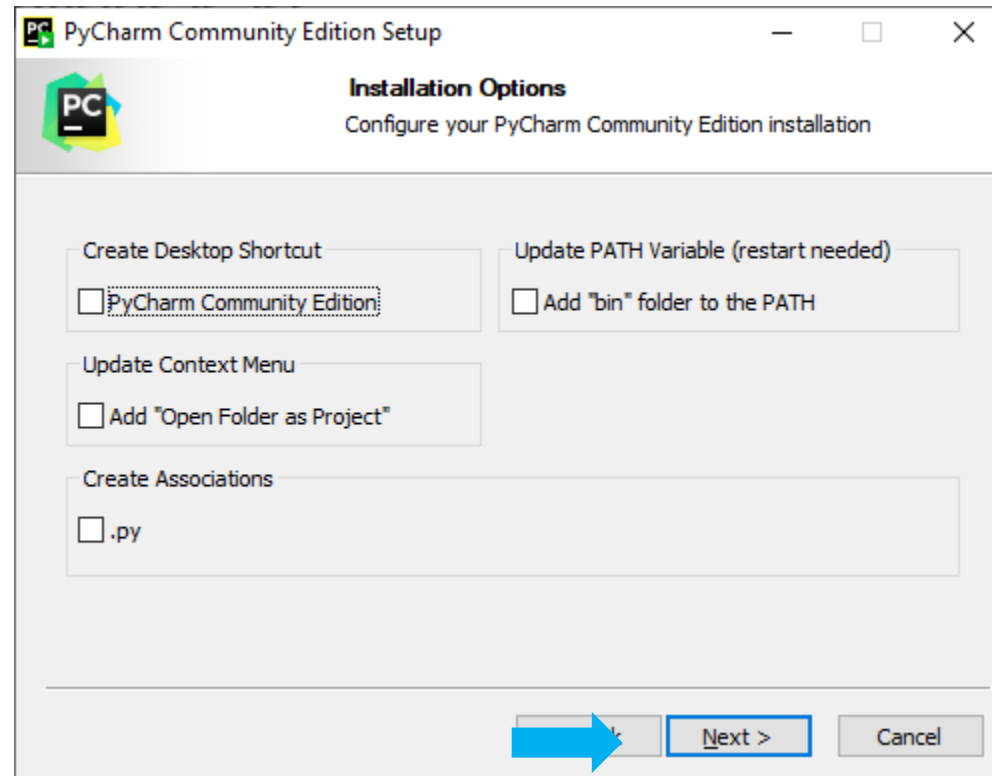 PC PyCharm Community Edition Setup
PC
Installation Options
Configure your PyCharm Community Edition installation
Create Desktop Shortcut
PyCharm Community Edition
Update PATH Variable (restart needed)
Add "bin" folder to the PATH
Update Context Menu
Add "Open Folder as Project"
Create Associations
.py
Next >
Cancel